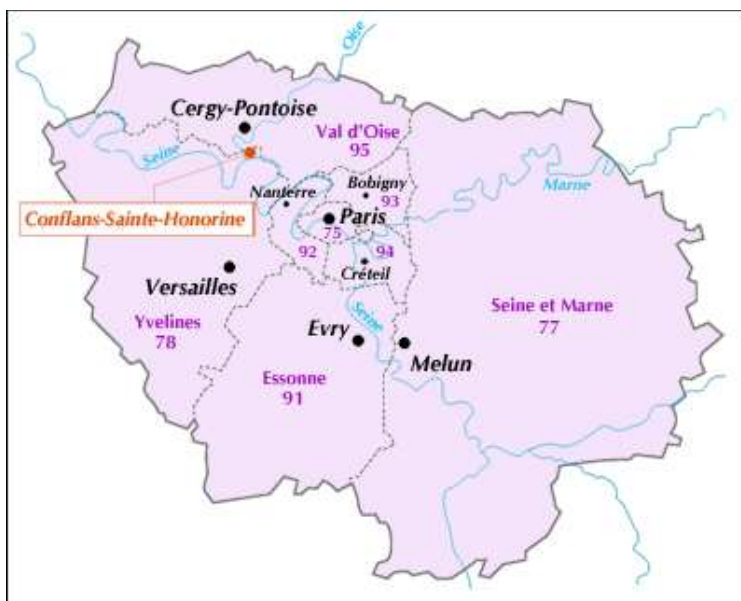 Oise
Cergy-Pontoise
Val d'Oise
95
Seine
Nanterre
Bobigny
93
Marne
Conflans-Sainte-Honorine
Paris
75
92
94
Créteil
Versailles
Seine
Seine et Marne
77
Yvelines
78
Evry
Melun
Essonne
91